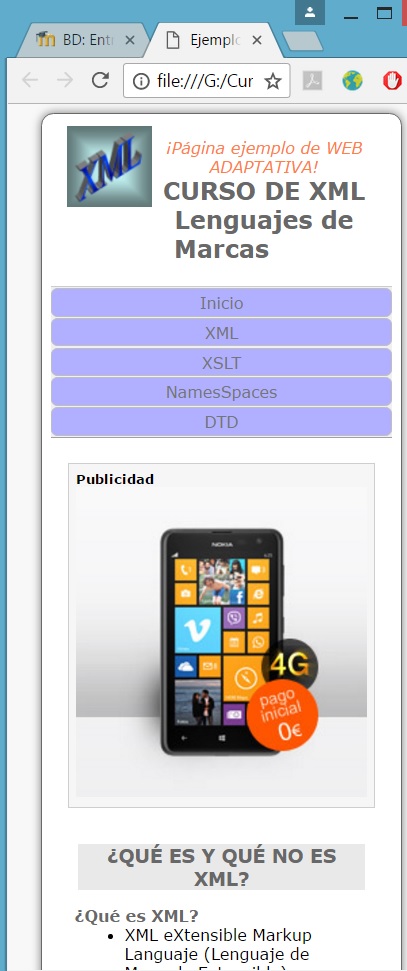 BD: Entr
Ejemplo
file:///G:/Cur
XML
¡Página ejemplo de WEB
ADAPTATIVA!
CURSO DE XML
Lenguajes de
Marcas
Inicio
XML
XSLT
NamesSpaces
DTD
Publicidad
NOKIA
4G
pago
inicial
0€
¿QUÉ ES Y QUÉ NO ES
XML?
¿Qué es XML?
XML eXtensible Markup
Languaje (Lenguaje de